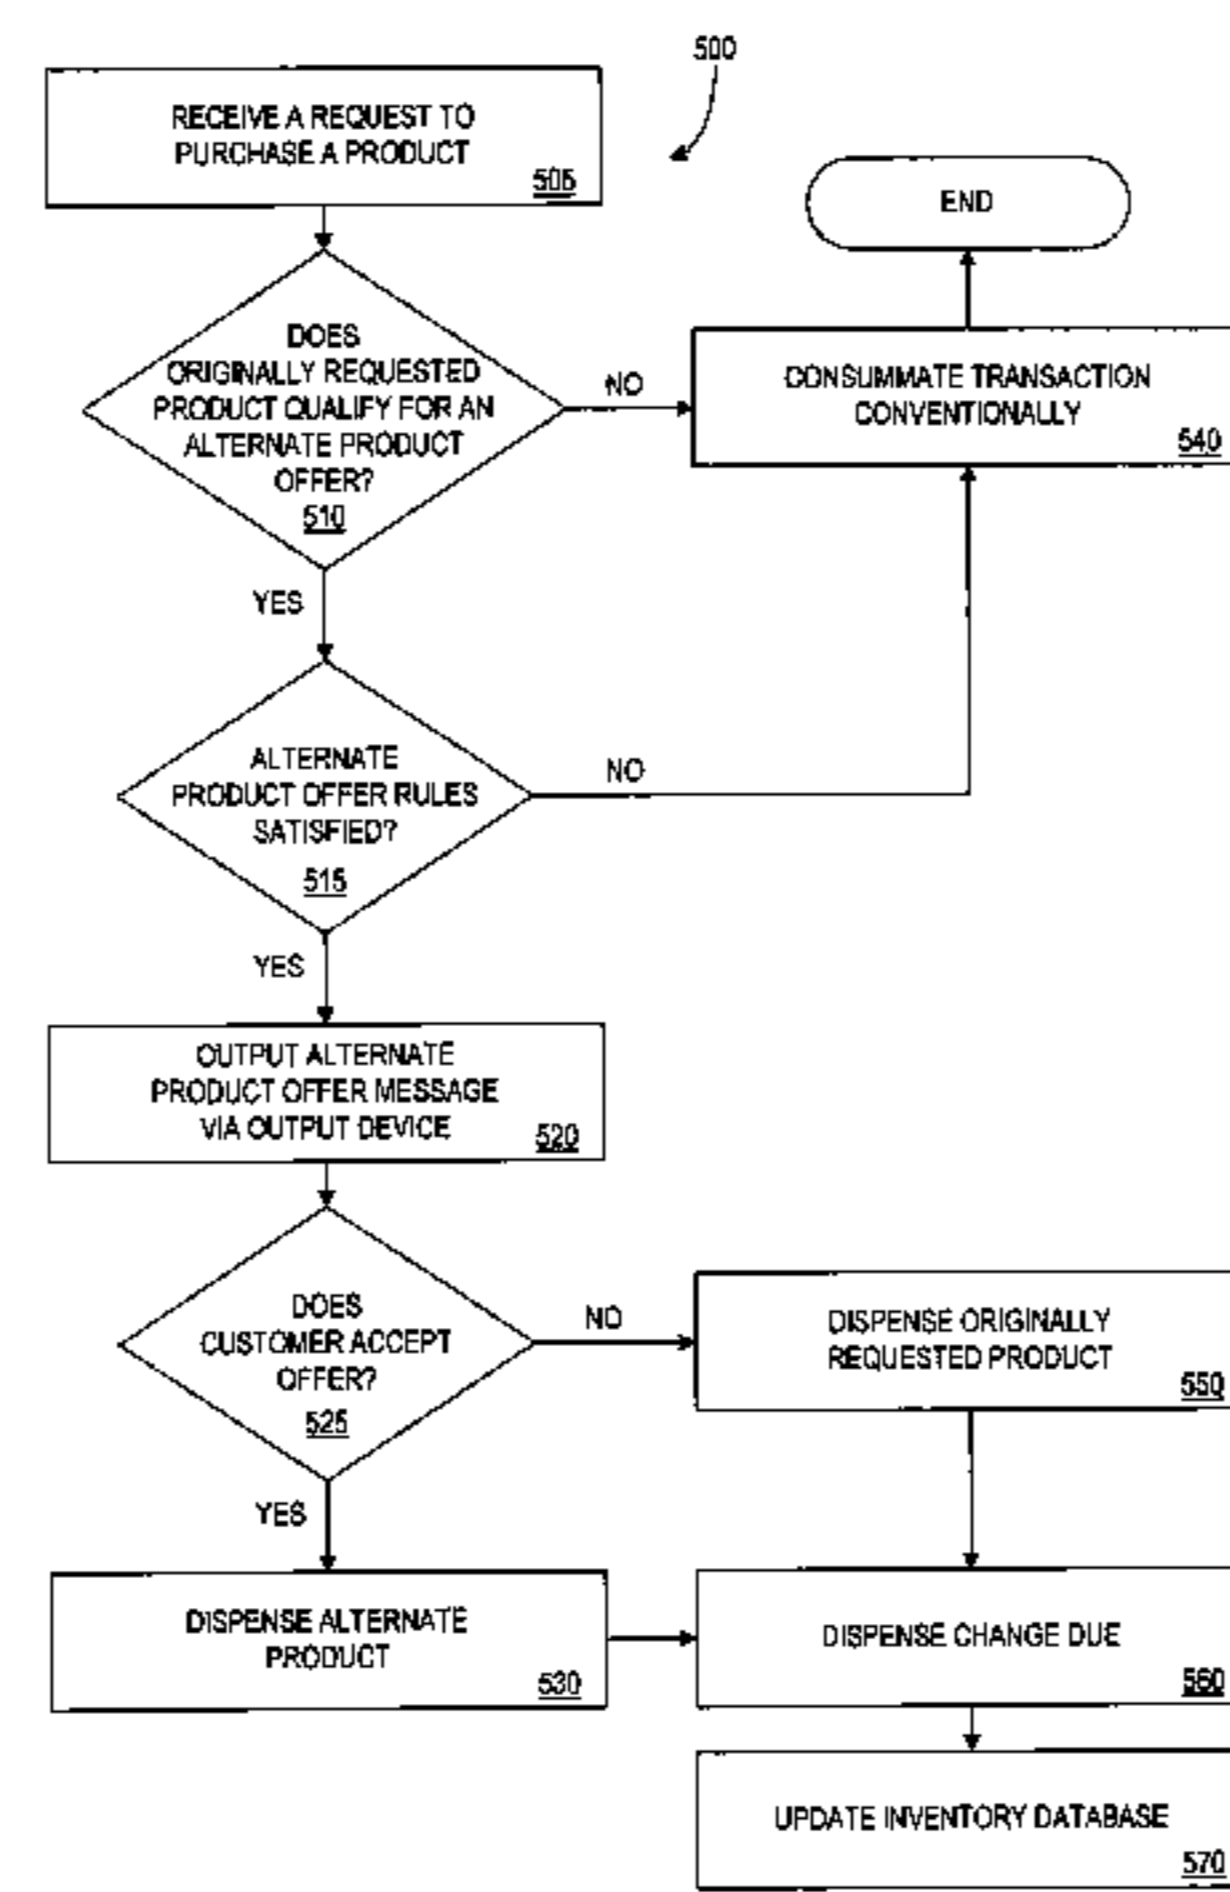 500
RECEIVE A REQUEST TO
PURCHASE A PRODUCT
505
END
DOES
ORIGINALLY REQUESTED
PRODUCT QUALIFY FOR AN
ALTERNATE PRODUCT
OFFER?
510
NO
CONSUMMATE TRANSACTION
CONVENTIONALLY
540
YES
ALTERNATE
PRODUCT OFFER RULES
SATISFIED?
515
NO
YES
OUTPUT ALTERNATE
PRODUCT OFFER MESSAGE
VIA OUTPUT DEVICE
520
DOES
CUSTOMER ACCEPT
OFFER?
525
NO
DISPENSE ORIGINALLY
REQUESTED PRODUCT
550
YES
DISPENSE ALTERNATE
PRODUCT
530
DISPENSE CHANGE DUE
560
UPDATE INVENTORY DATABASE
570